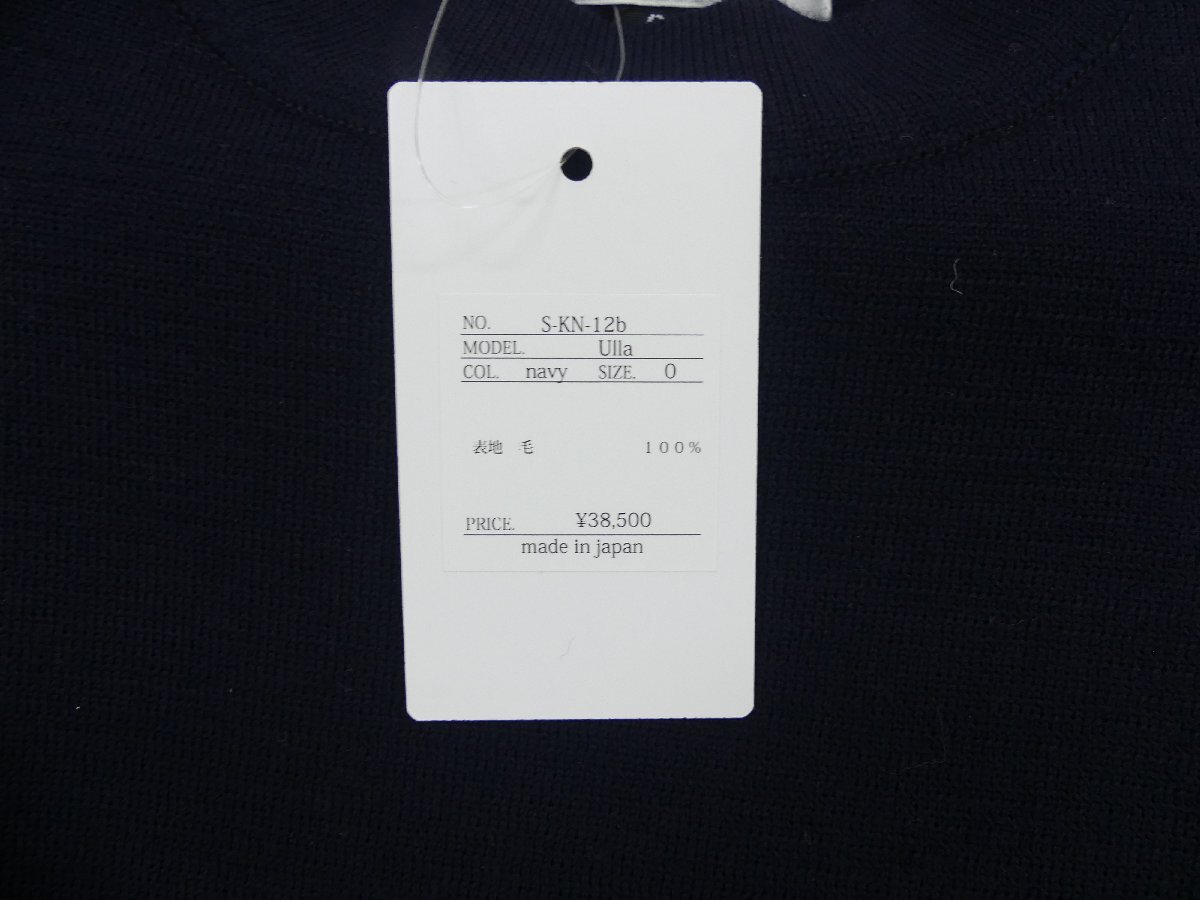 NO. S-KN-12b
MODEL. Ulla
COL. navy SIZE. 0
表地 毛 100%
PRICE. ¥38,500
made in japan